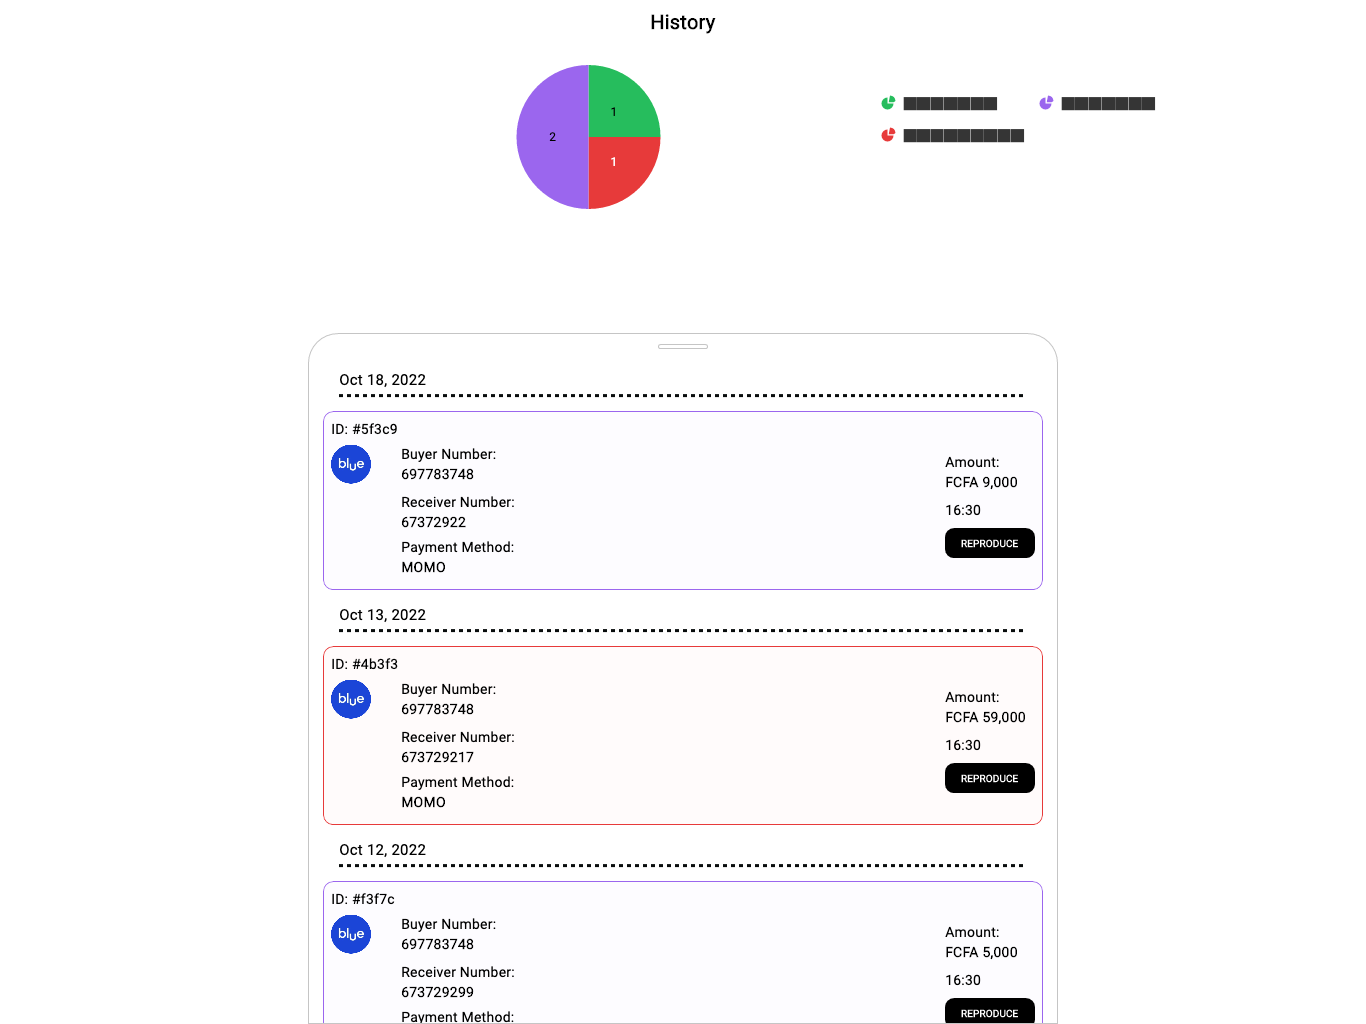 History
2
1
1
Oct 18, 2022
ID: #5f3c9
blue
Buyer Number:
697783748
Receiver Number:
67372922
Payment Method:
MOMO
Amount:
FCFA 9,000
16:30
REPRODUCE
Oct 13, 2022
ID: #4b3f3
blue
Buyer Number:
697783748
Receiver Number:
673729217
Payment Method:
MOMO
Amount:
FCFA 59,000
16:30
REPRODUCE
Oct 12, 2022
ID: #f3f7c
blue
Buyer Number:
697783748
Receiver Number:
673729299
Payment Method:
Amount:
FCFA 5,000
16:30
REPRODUCE